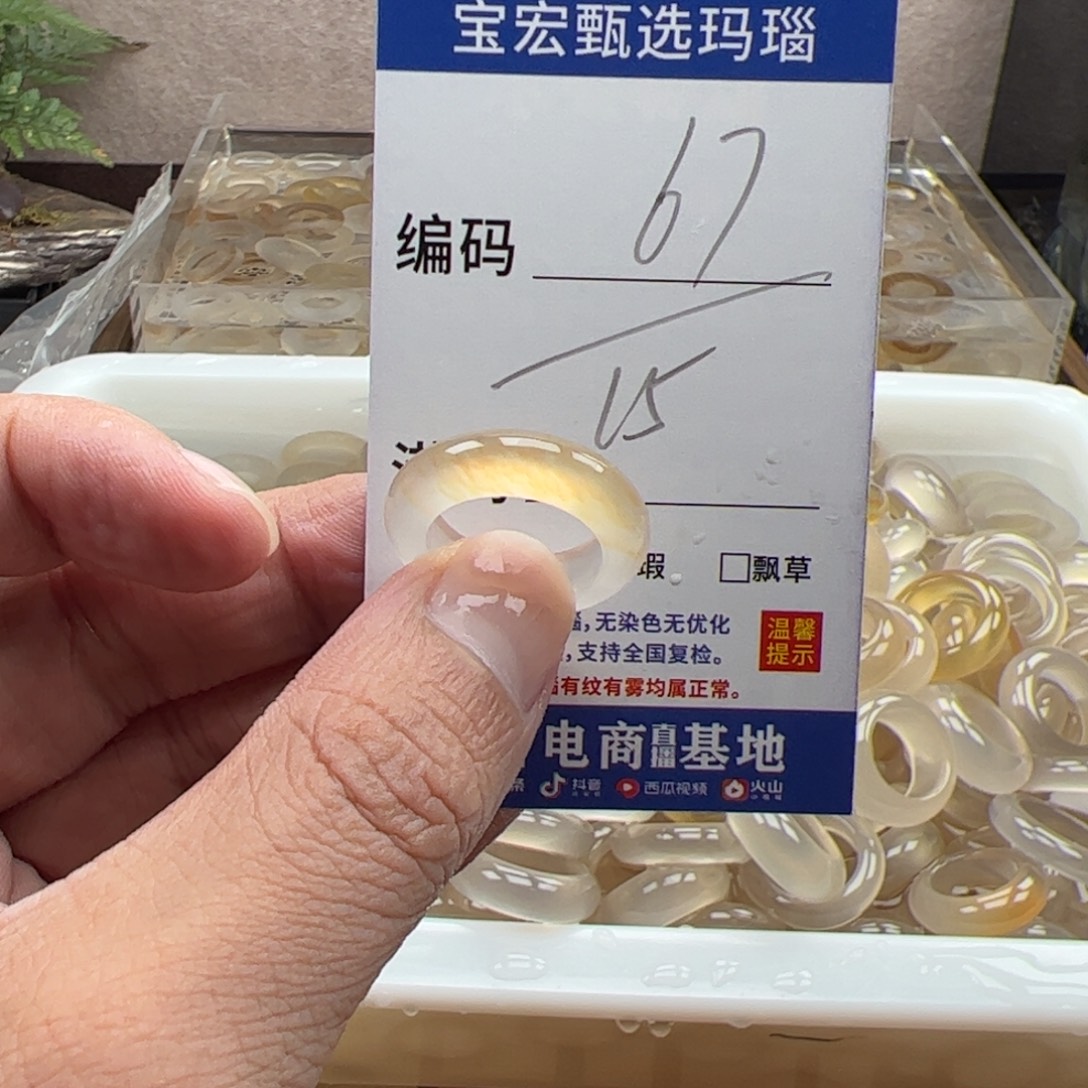 宝宏甄选玛瑙
编码 67
15
瑕 □飘草
,无染色无优化
,支持全国复检。
温馨提示
有纹有雾均属正常。
电商直播基地
抖音 西瓜视频 火山